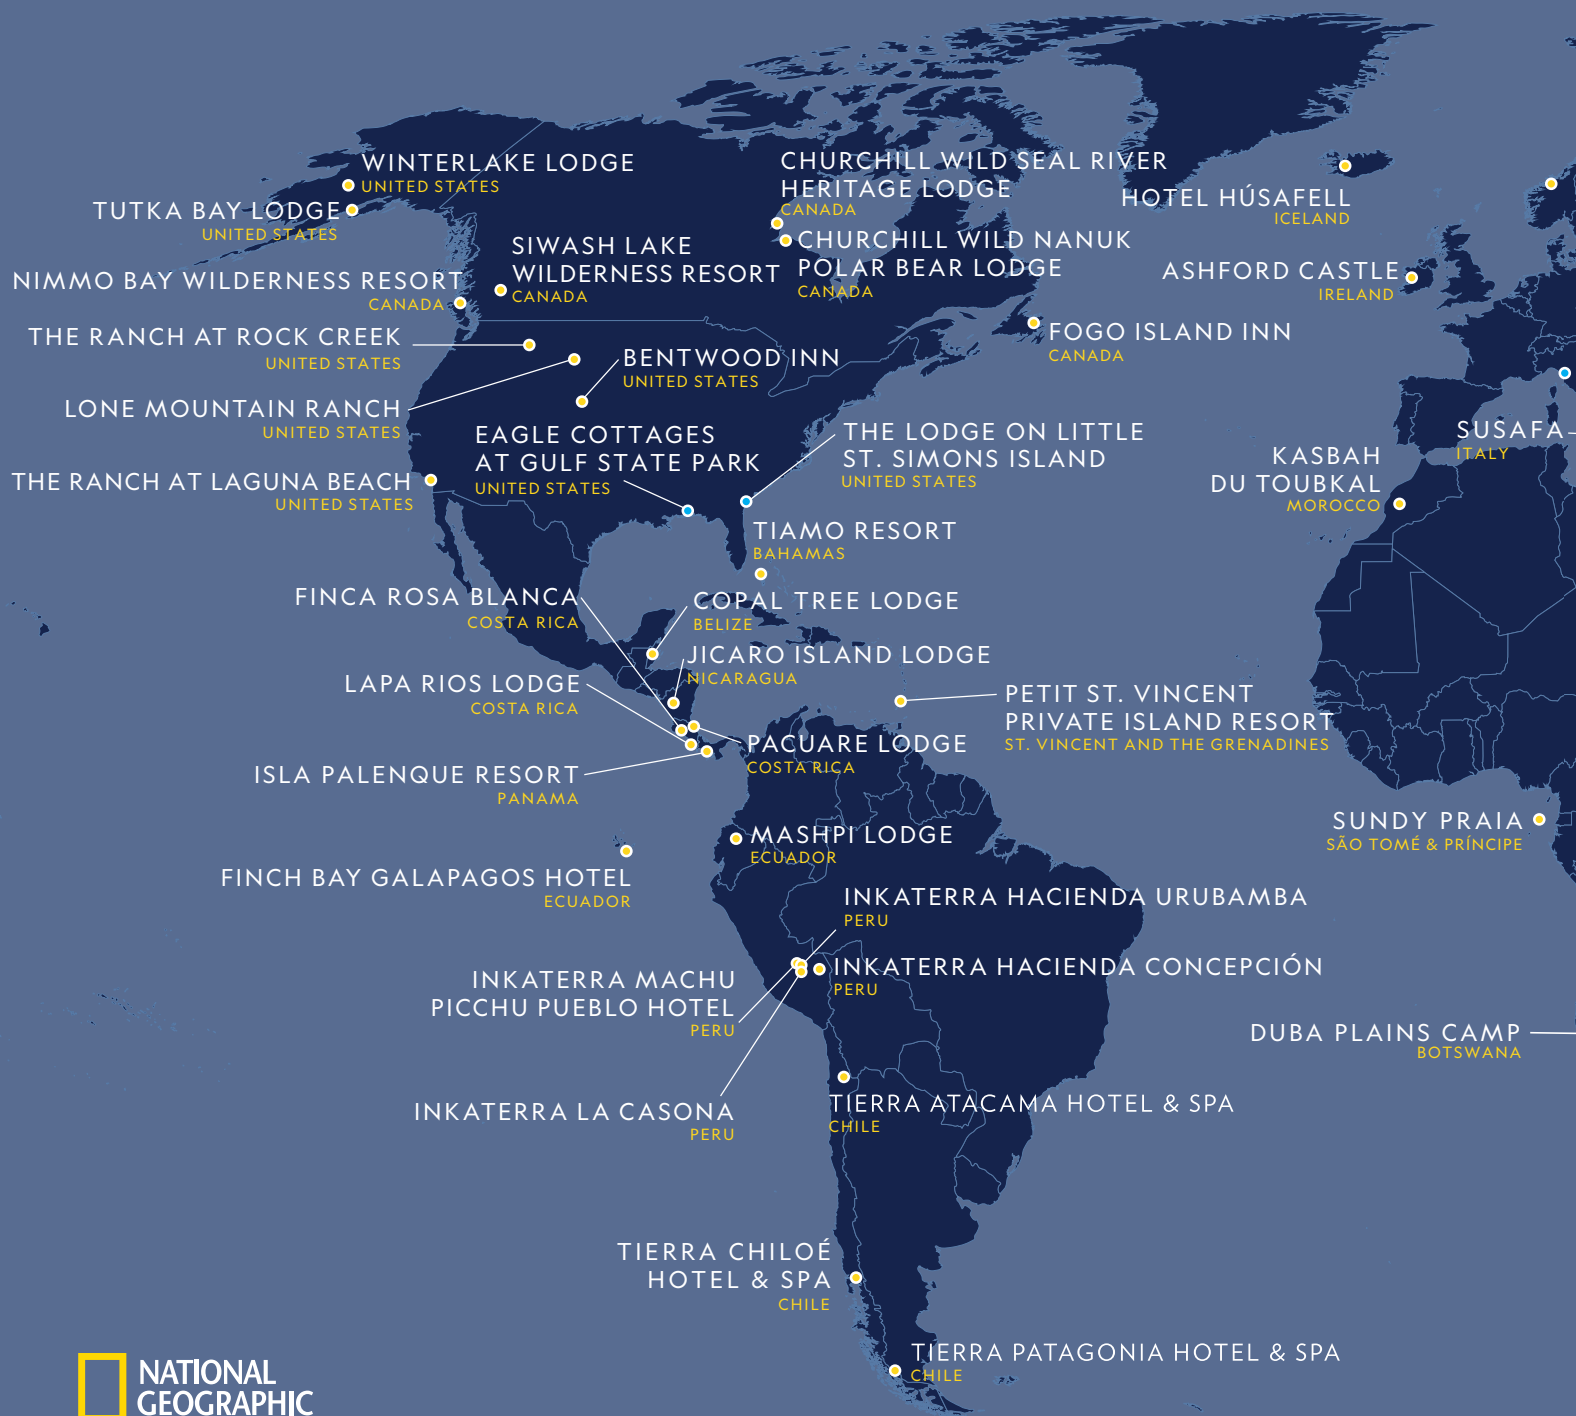 WINTERLAKE LODGE
UNITED STATES
TUTKA BAY LODGE
UNITED STATES
CHURCHILL WILD SEAL RIVER
HERITAGE LODGE
CANADA
HOTEL HÚSAFELL
ICELAND
SIWASH LAKE
WILDERNESS RESORT
CANADA
CHURCHILL WILD NANUK
POLAR BEAR LODGE
CANADA
NIMMO BAY WILDERNESS RESORT
CANADA
ASHFORD CASTLE
IRELAND
THE RANCH AT ROCK CREEK
UNITED STATES
BENTWOOD INN
UNITED STATES
FOGO ISLAND INN
CANADA
LONE MOUNTAIN RANCH
UNITED STATES
EAGLE COTTAGES
AT GULF STATE PARK
UNITED STATES
THE LODGE ON LITTLE
ST. SIMONS ISLAND
UNITED STATES
SUSAFA
ITALY
KASBAH
DU TOUBKAL
MOROCCO
THE RANCH AT LAGUNA BEACH
UNITED STATES
TIAMO RESORT
BAHAMAS
FINCA ROSA BLANCA
COSTA RICA
COPAL TREE LODGE
BELIZE
JICARO ISLAND LODGE
NICARAGUA
LAPA RIOS LODGE
COSTA RICA
PETIT ST. VINCENT
PRIVATE ISLAND RESORT
ST. VINCENT AND THE GRENADINES
PACUARE LODGE
COSTA RICA
ISLA PALENQUE RESORT
PANAMA
MASHPI LODGE
ECUADOR
SUNDY PRAIA
SÃO TOMÉ & PRÍNCIPE
FINCH BAY GALAPAGOS HOTEL
ECUADOR
INKATERRA HACIENDA URUBAMBA
PERU
INKATERRA HACIENDA CONCEPCIÓN
PERU
INKATERRA MACHU
PICCHU PUEBLO HOTEL
PERU
DUBA PLAINS CAMP
BOTSWANA
INKATERRA LA CASONA
PERU
TIERRA ATACAMA HOTEL & SPA
CHILE
TIERRA CHILOÉ
HOTEL & SPA
CHILE
TIERRA PATAGONIA HOTEL & SPA
CHILE
NATIONAL
GEOGRAPHIC